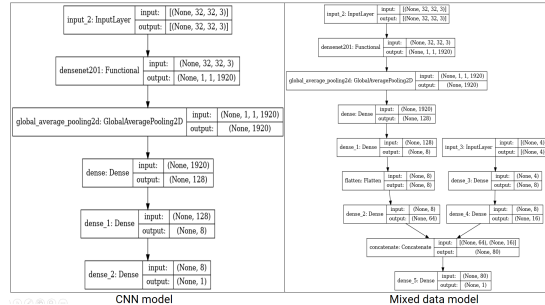 input_2: InputLayer
input: [(None, 32, 32, 3)]
output: [(None, 32, 32, 3)]
densenet201: Functional
input: (None, 32, 32, 3)
output: (None, 1, 1, 1920)
global_average_pooling2d: GlobalAveragePooling2D
input: (None, 1, 1, 1920)
output: (None, 1920)
dense: Dense
input: (None, 1920)
output: (None, 128)
dense_1: Dense
input: (None, 128)
output: (None, 8)
dense_2: Dense
input: (None, 8)
output: (None, 1)
CNN model
input_2: InputLayer
input: [(None, 32, 32, 3)]
output: [(None, 32, 32, 3)]
densenet201: Functional
input: (None, 32, 32, 3)
output: (None, 1, 1, 1920)
global_average_pooling2d: GlobalAveragePooling2D
input: (None, 1, 1, 1920)
output: (None, 1920)
dense: Dense
input: (None, 1920)
output: (None, 128)
dense_1: Dense
input: (None, 128)
output: (None, 8)
input_3: InputLayer
input: [(None, 4)
output: [(None, 4)
flatten: Flatten
input: (None, 8)
output: (None, 8)
dense_3: Dense
input: (None, 4)
output: (None, 8)
dense_2: Dense
input: (None, 8)
output: (None, 64)
dense_4: Dense
input: (None, 8)
output: (None, 16)
concatenate: Concatenate
input: [(None, 64), (None, 16)]
output: (None, 80)
dense_5: Dense
input: (None, 80)
output: (None, 1)
Mixed data model